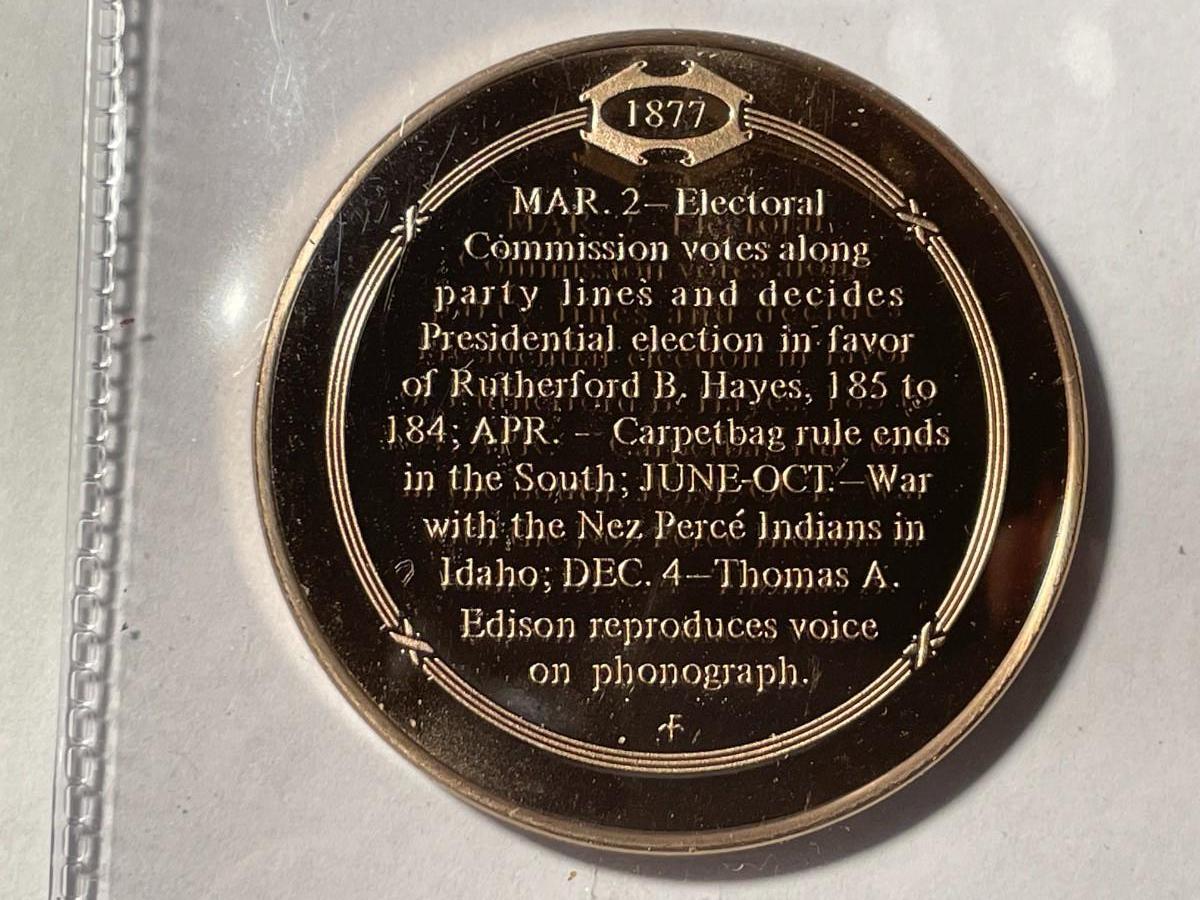 1877
MAR. 2—Electoral
Commission votes along
party lines and decides
Presidential election in favor
of Rutherford B. Hayes, 185 to
184; APR. — Carpetbag rule ends
in the South; JUNE-OCT.—War
with the Nez Percé Indians in
Idaho; DEC. 4—Thomas A.
Edison reproduces voice
on phonograph.